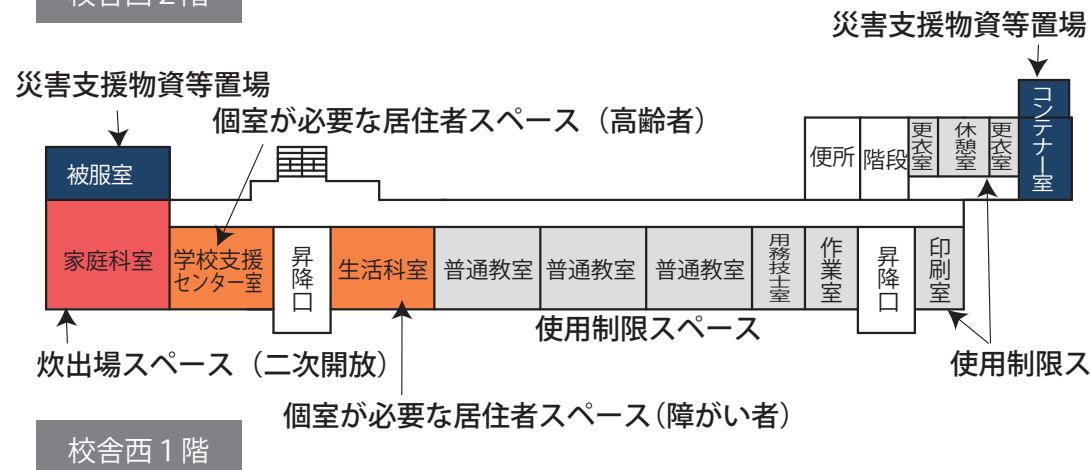 校舎西2階
災害支援物資等置場
災害支援物資等置場
個室が必要な居住者スペース（高齢者）
被服室
便所
階段
更衣室
休憩室
更衣室
コンテナー室
家庭科室
学校支援
センター室
昇降口
生活科室
普通教室
普通教室
普通教室
用務技士室
作業室
昇降口
印刷室
使用制限スペース
炊出場スペース（二次開放）
使用制限ス
個室が必要な居住者スペース（障がい者）
校舎西1階